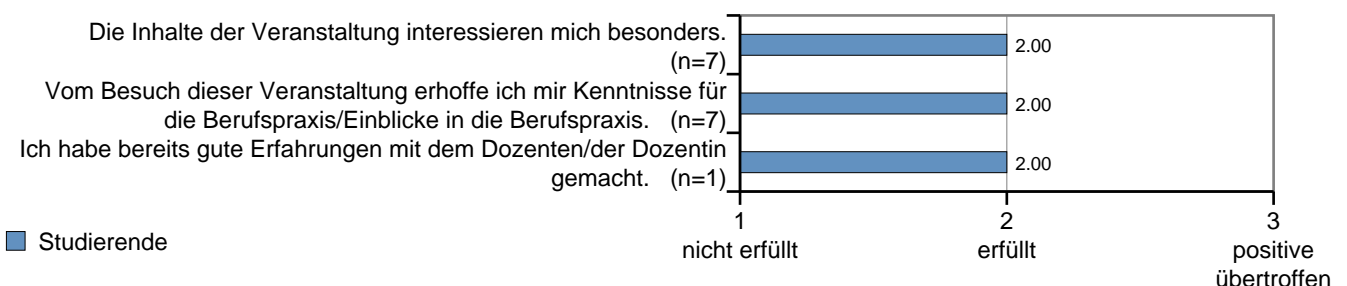 Die Inhalte der Veranstaltung interessieren mich besonders.
(n=7)
2.00
Vom Besuch dieser Veranstaltung erhoffe ich mir Kenntnisse für
die Berufspraxis/Einblicke in die Berufspraxis. (n=7)
2.00
Ich habe bereits gute Erfahrungen mit dem Dozenten/der Dozentin
gemacht. (n=1)
2.00
1 2 3
nicht erfüllt erfüllt positive
übertroffen
Studierende